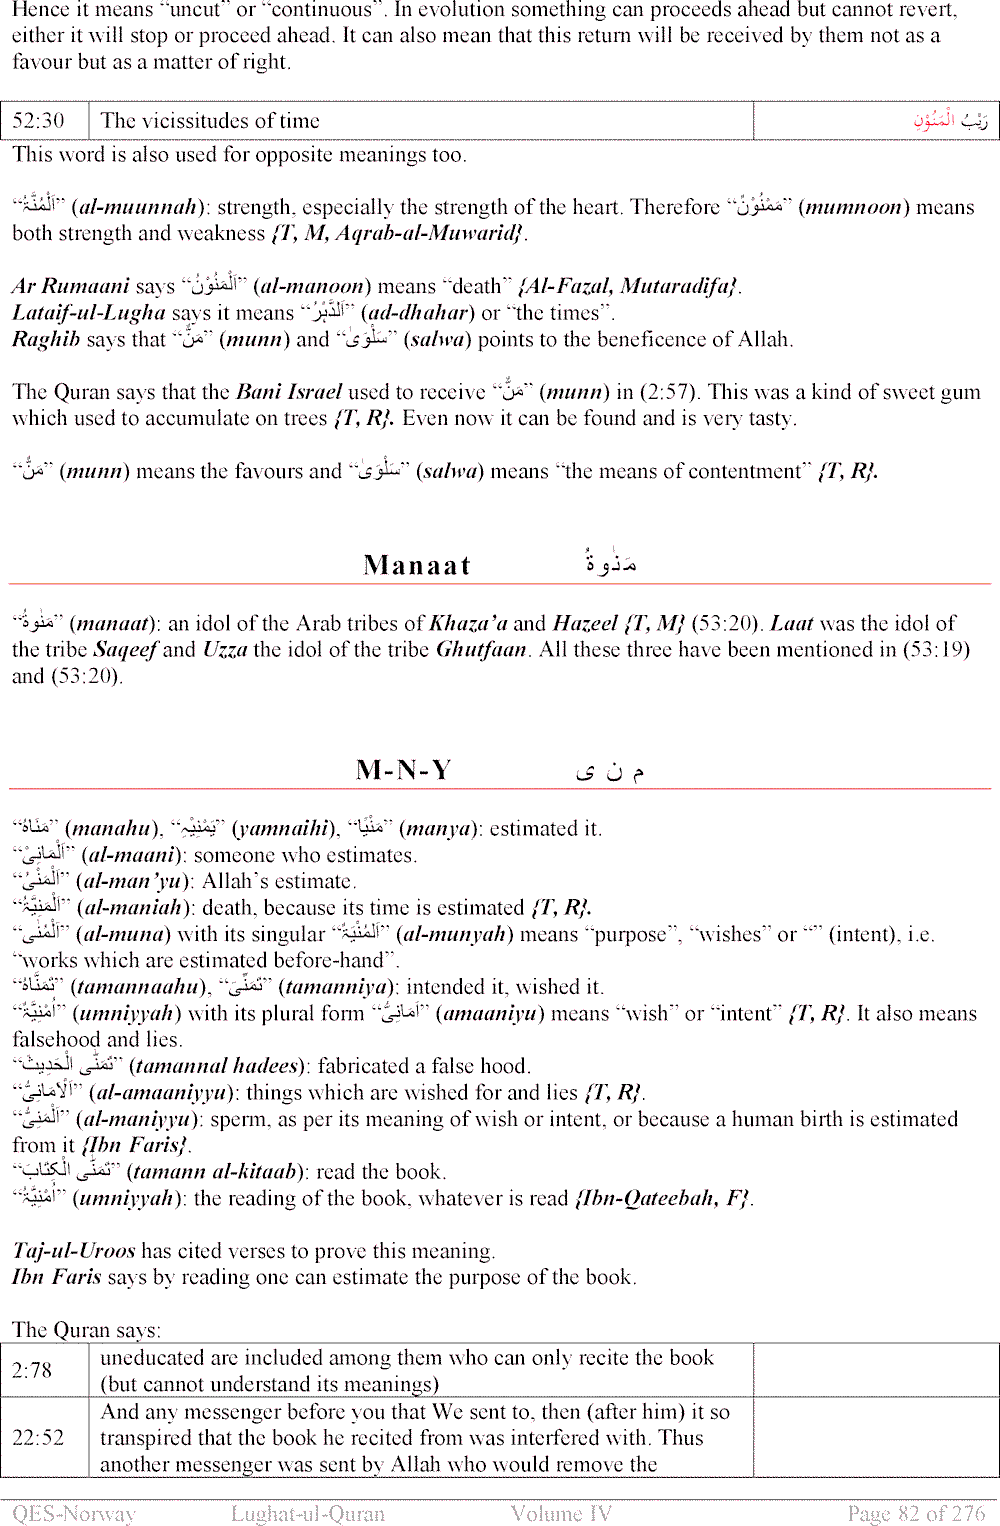 Hence it means “uncut” or “continuous”. In evolution something can proceeds ahead but cannot revert,
either it will stop or proceed ahead. It can also mean that this return will be received by them not as a
favour but as a matter of right.
52:30 The vicissitudes of time رَيْبُ الْمَنُوْنِ
This word is also used for opposite meanings too.
“اَلْمُنَّۃُ” (al-muunnah): strength, especially the strength of the heart. Therefore “مَمْنُوْنٌ” (mumnoon) means
both strength and weakness {T, M, Aqrab-al-Muwarid}.
Ar Rumaani says “اَلْمَنُوْنُ” (al-manoon) means “death” {Al-Fazal, Mutaradifa}.
Lataif-ul-Lugha says it means “اَلدَّہْرُ” (ad-dhahar) or “the times”.
Raghib says that “مَنٌّ” (munn) and “سَلْوَىٰ” (salwa) points to the beneficence of Allah.
The Quran says that the Bani Israel used to receive “مَنٌّ” (munn) in (2:57). This was a kind of sweet gum
which used to accumulate on trees {T, R}. Even now it can be found and is very tasty.
“مَنٌّ” (munn) means the favours and “سَلْوَىٰ” (salwa) means “the means of contentment” {T, R}.
Manaat مَنٰوةُ
“مَنٰوةُ” (manaat): an idol of the Arab tribes of Khaza’a and Hazeel {T, M} (53:20). Laat was the idol of
the tribe Saqeef and Uzza the idol of the tribe Ghutfaan. All these three have been mentioned in (53:19)
and (53:20).
M-N-Y م ن ی
“مَنَاہُ” (manahu), “يَمْنِيْہِ” (yamnaihi), “مَنْيًا” (manya): estimated it.
“اَلْمَانِیْ” (al-maani): someone who estimates.
“اَلْمَنْیُ” (al-man’yu): Allah’s estimate.
“اَلْمَنِيَّۃُ” (al-maniah): death, because its time is estimated {T, R}.
“اَلْمُنٰی” (al-muna) with its singular “اَلْمُنْيَۃُ” (al-munyah) means “purpose”, “wishes” or “” (intent), i.e.
“works which are estimated before-hand”.
“تَمَنَّاہُ” (tamannaahu), “تَمَنِّیَ” (tamanniya): intended it, wished it.
“اُمْنِيَّۃٌ” (umniyyah) with its plural form “اَمَانِیُّ” (amaaniyu) means “wish” or “intent” {T, R}. It also means
falsehood and lies.
“تَمَنّٰی الْحَدِيْثَ” (tamannal hadees): fabricated a false hood.
“اَلْاَمَانِیُّ” (al-amaaniyyu): things which are wished for and lies {T, R}.
“اَلْمَنِیُّ” (al-maniyyu): sperm, as per its meaning of wish or intent, or because a human birth is estimated
from it {Ibn Faris}.
“تَمَنّٰی الْكِتَابَ” (tamann al-kitaab): read the book.
“اُمْنِيَّۃُ” (umniyyah): the reading of the book, whatever is read {Ibn-Qateebah, F}.
Taj-ul-Uroos has cited verses to prove this meaning.
Ibn Faris says by reading one can estimate the purpose of the book.
The Quran says:
2:78 uneducated are included among them who can only recite the book
(but cannot understand its meanings)
22:52 And any messenger before you that We sent to, then (after him) it so
transpired that the book he recited from was interfered with. Thus
another messenger was sent by Allah who would remove the
QES-Norway Lughat-ul-Quran Volume IV Page 82 of 276